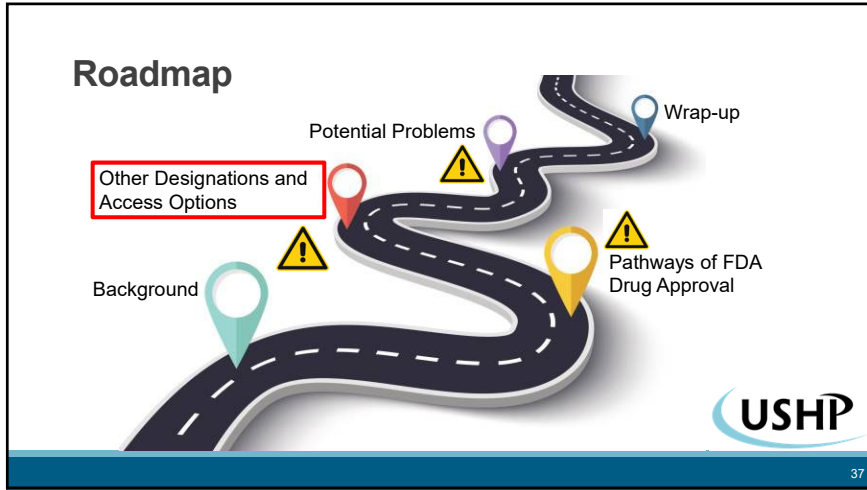 Roadmap
Wrap-up
Potential Problems
Other Designations and
Access Options
Pathways of FDA
Drug Approval
Background
USHP
37